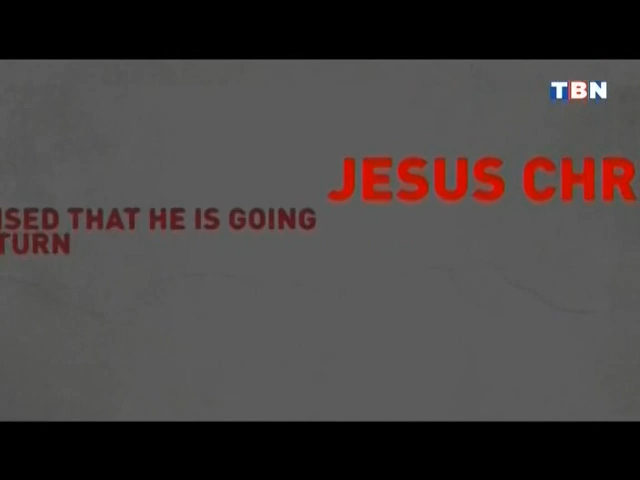 TBN
JESUS CHR
ISED THAT HE IS GOING
TURN